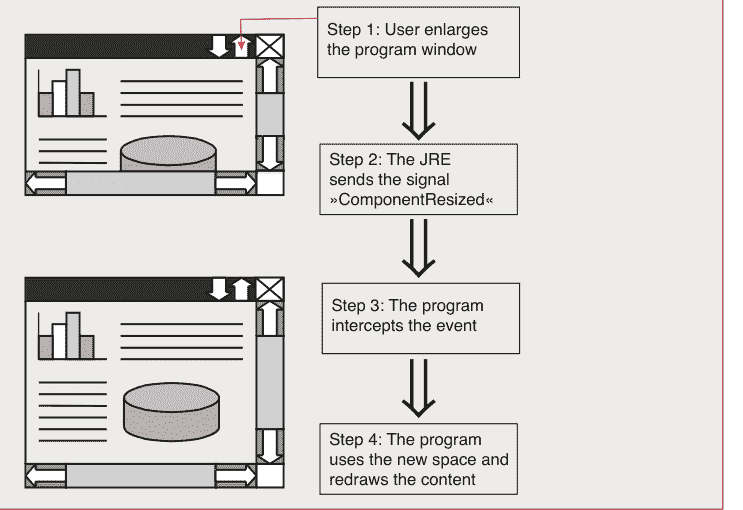 Step 1: User enlarges
the program window
Step 2: The JRE
sends the signal
»ComponentResized«
Step 3: The program
intercepts the event
Step 4: The program
uses the new space and
redraws the content